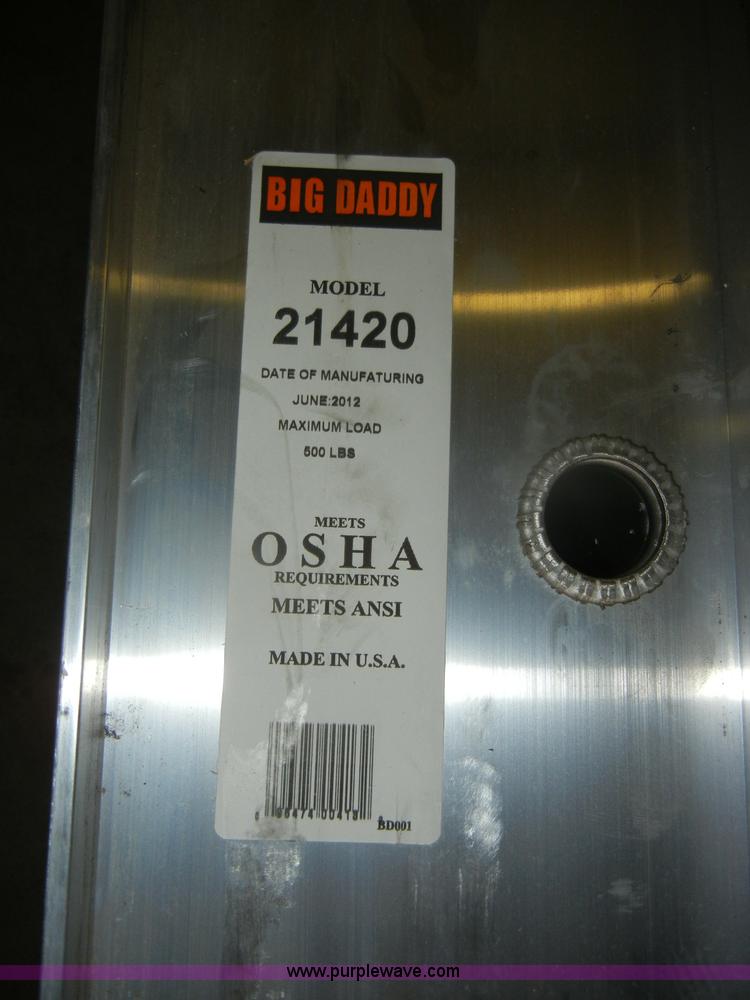 BIG DADDY
MODEL
21420
DATE OF MANUFATURING
JUNE:2012
MAXIMUM LOAD
500 LBS
MEETS
OSHA
REQUIREMENTS
MEETS ANSI
MADE IN U.S.A.
BD001
www.purplewave.com